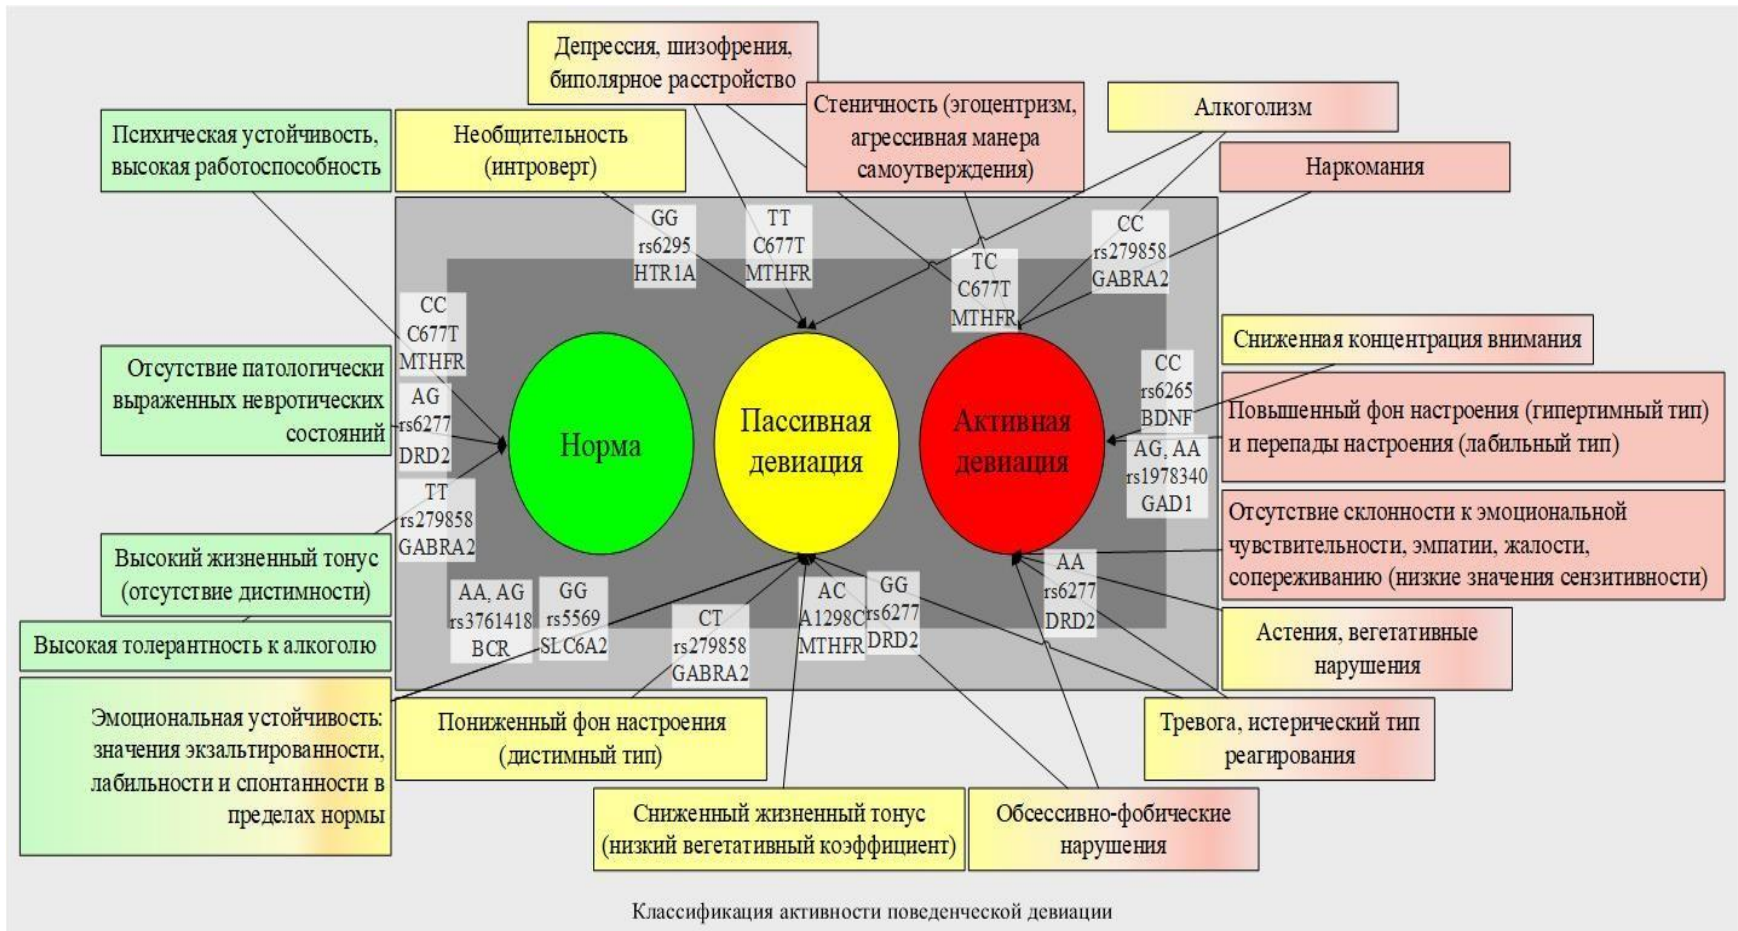 Депрессия, шизофрения,
биполярное расстройство
Стеничность (эгоцентризм,
агрессивная манера
самоутверждения)
Алкоголизм
Психическая устойчивость,
высокая работоспособность
Необщительность
(интроверт)
Наркомания
GG
rs6295
HTR1A
TT
C677T
MTHFR
TC
C677T
MTHFR
CC
rs279858
GABRA2
CC
C677T
MTHFR
Сниженная концентрация внимания
Отсутствие патологически
выраженных невротических
состояний
AG
rs6277
DRD2
Норма
Пассивная
девиация
Активная
девиация
CC
rs6265
BDNF
Повышенный фон настроения (гипертимный тип)
и перепады настроения (лабильный тип)
AG, AA
rs1978340
GAD1
TT
rs279858
GABRA2
Отсутствие склонности к эмоциональной
чувствительности, эмпатии, жалости,
сопереживанию (низкие значения сензитивности)
Высокий жизненный тонус
(отсутствие дистимности)
AA, AG
rs3761418
BCR
GG
rs5569
SLC6A2
CT
rs279858
GABRA2
AC
A1298C
MTHFR
GG
rs6277
DRD2
AA
rs6277
DRD2
Высокая толерантность к алкоголю
Астения, вегетативные
нарушения
Эмоциональная устойчивость:
значения экзальтированности,
лабильности и спонтанности в
пределах нормы
Пониженный фон настроения
(дистимный тип)
Тревога, истерический тип
реагирования
Сниженный жизненный тонус
(низкий вегетативный коэффициент)
Обсессивно-фобические
нарушения
Классификация активности поведенческой девиации